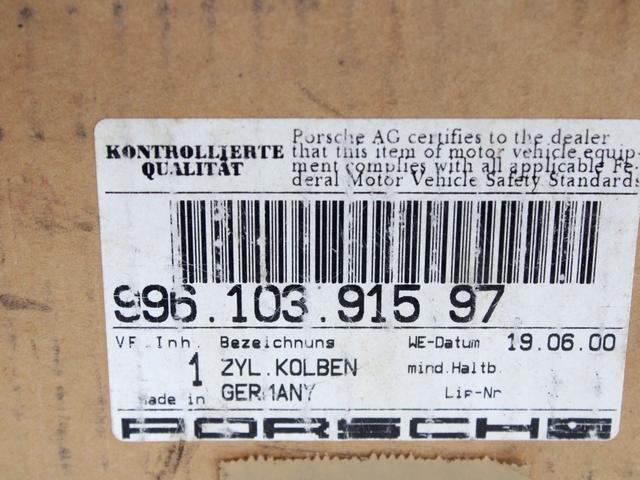 KONTROLLIERTE
QUALITÄT
Porsche AG certifies to the dealer
that this item of motor vehicle equip-
ment complies with all applicable Fe-
deral Motor Vehicle Safety Standards
996.103.915 97
VE Inh. Bezeichnung WE-Datum 19.06.00
1 ZYL.KOLBEN mind.Haltb.
made in GERMANY Lif-Nr
PORSCHE